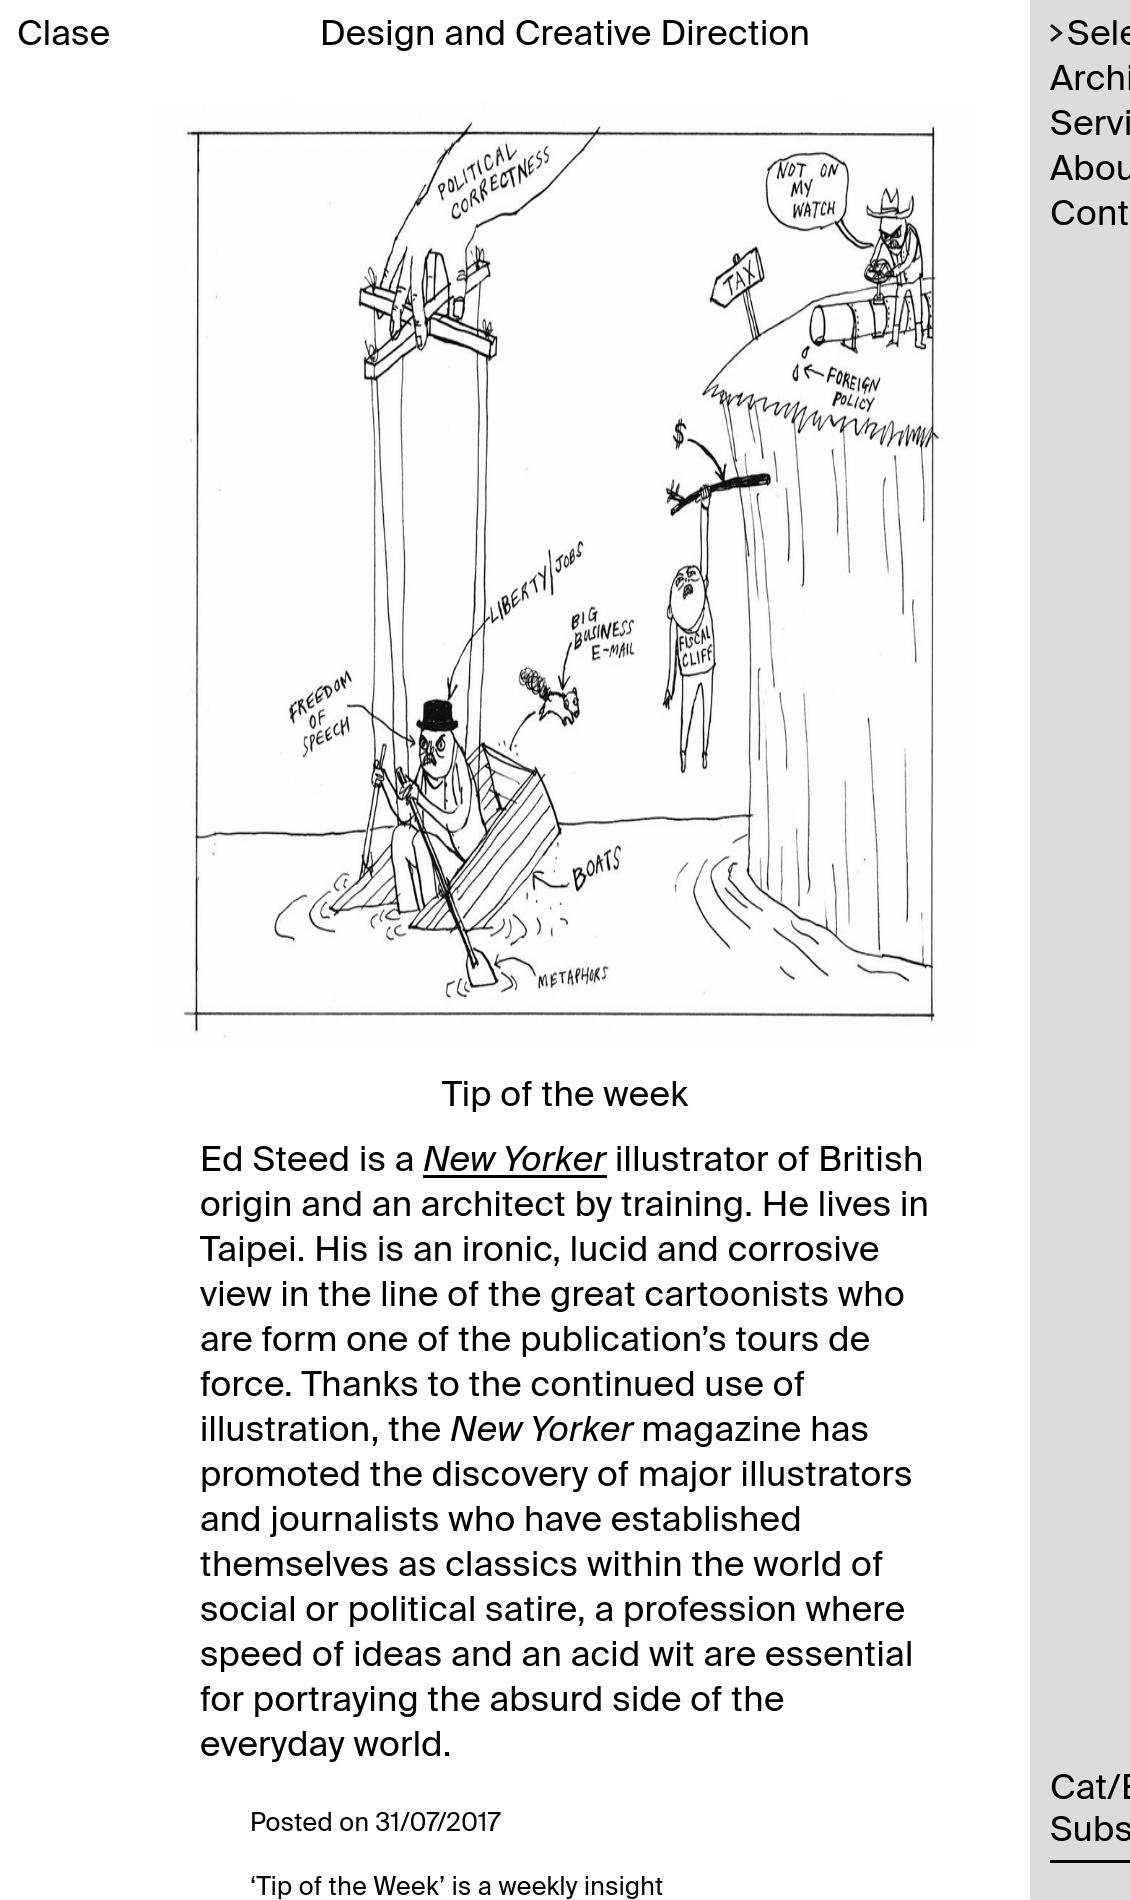 Clase
Design and Creative Direction
>Sele
Archi
Servi
Abou
Cont
POLITICAL
CORRECTNESS
NOT ON
MY
WATCH
TAX
FOREIGN
POLICY
$
LIBERTY/JOBS
BIG
BUSINESS
E-MAIL
FISCAL
CLIFF
FREEDOM
OF
SPEECH
BOATS
METAPHORS
Tip of the week
Ed Steed is a New Yorker illustrator of British
origin and an architect by training. He lives in
Taipei. His is an ironic, lucid and corrosive
view in the line of the great cartoonists who
are form one of the publication’s tours de
force. Thanks to the continued use of
illustration, the New Yorker magazine has
promoted the discovery of major illustrators
and journalists who have established
themselves as classics within the world of
social or political satire, a profession where
speed of ideas and an acid wit are essential
for portraying the absurd side of the
everyday world.
Posted on 31/07/2017
‘Tip of the Week’ is a weekly insight
Cat/E
Subs